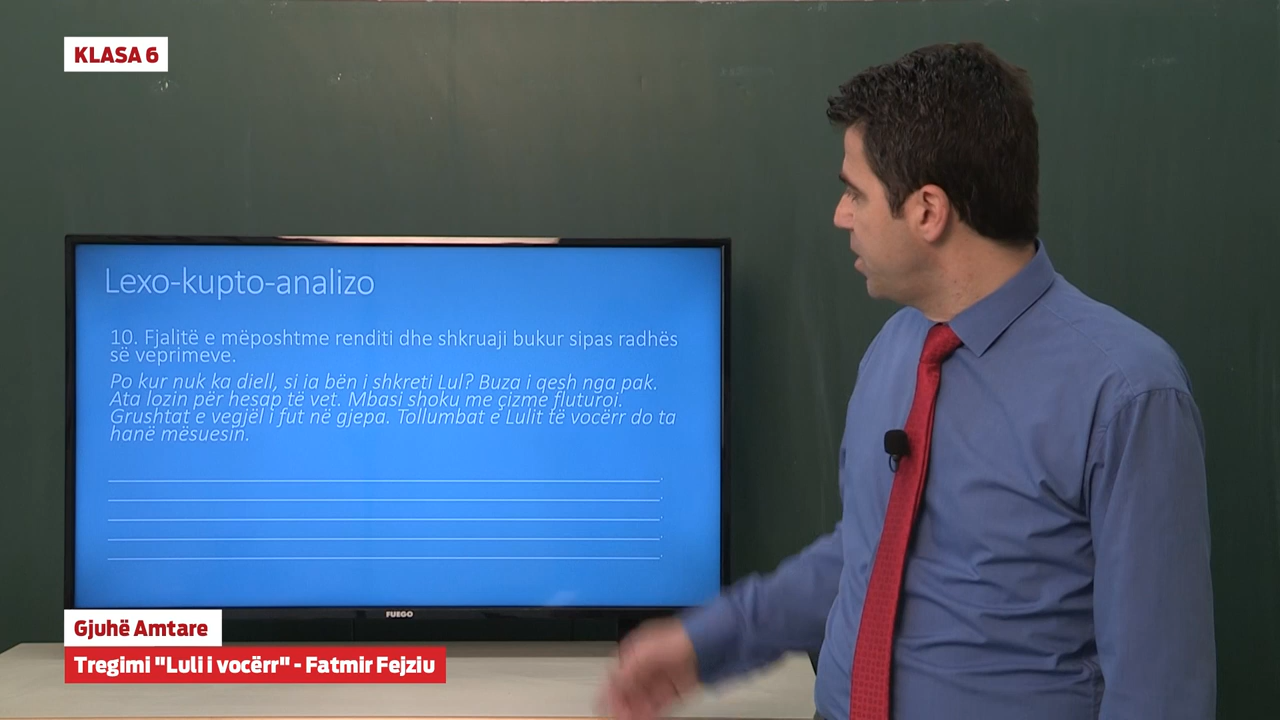 KLASA 6
Lexo-kupto-analizo
10. Fjalitë e mëposhtme renditi dhe shkruaji bukur sipas radhës
së veprimeve.
Po kur nuk ka diell, si ia bën i shkreti Lul? Buza i qesh nga pak.
Ata lozin për hesap të vet. Mbasi shoku me çizme fluturoi.
Grushtat e vegjël i fut në gjepa. Tollumbat e Lulit të vocërr do ta
hanë mësuesin.
FUEGO
Gjuhë Amtare
Tregimi "Luli i vocërr" - Fatmir Fejziu